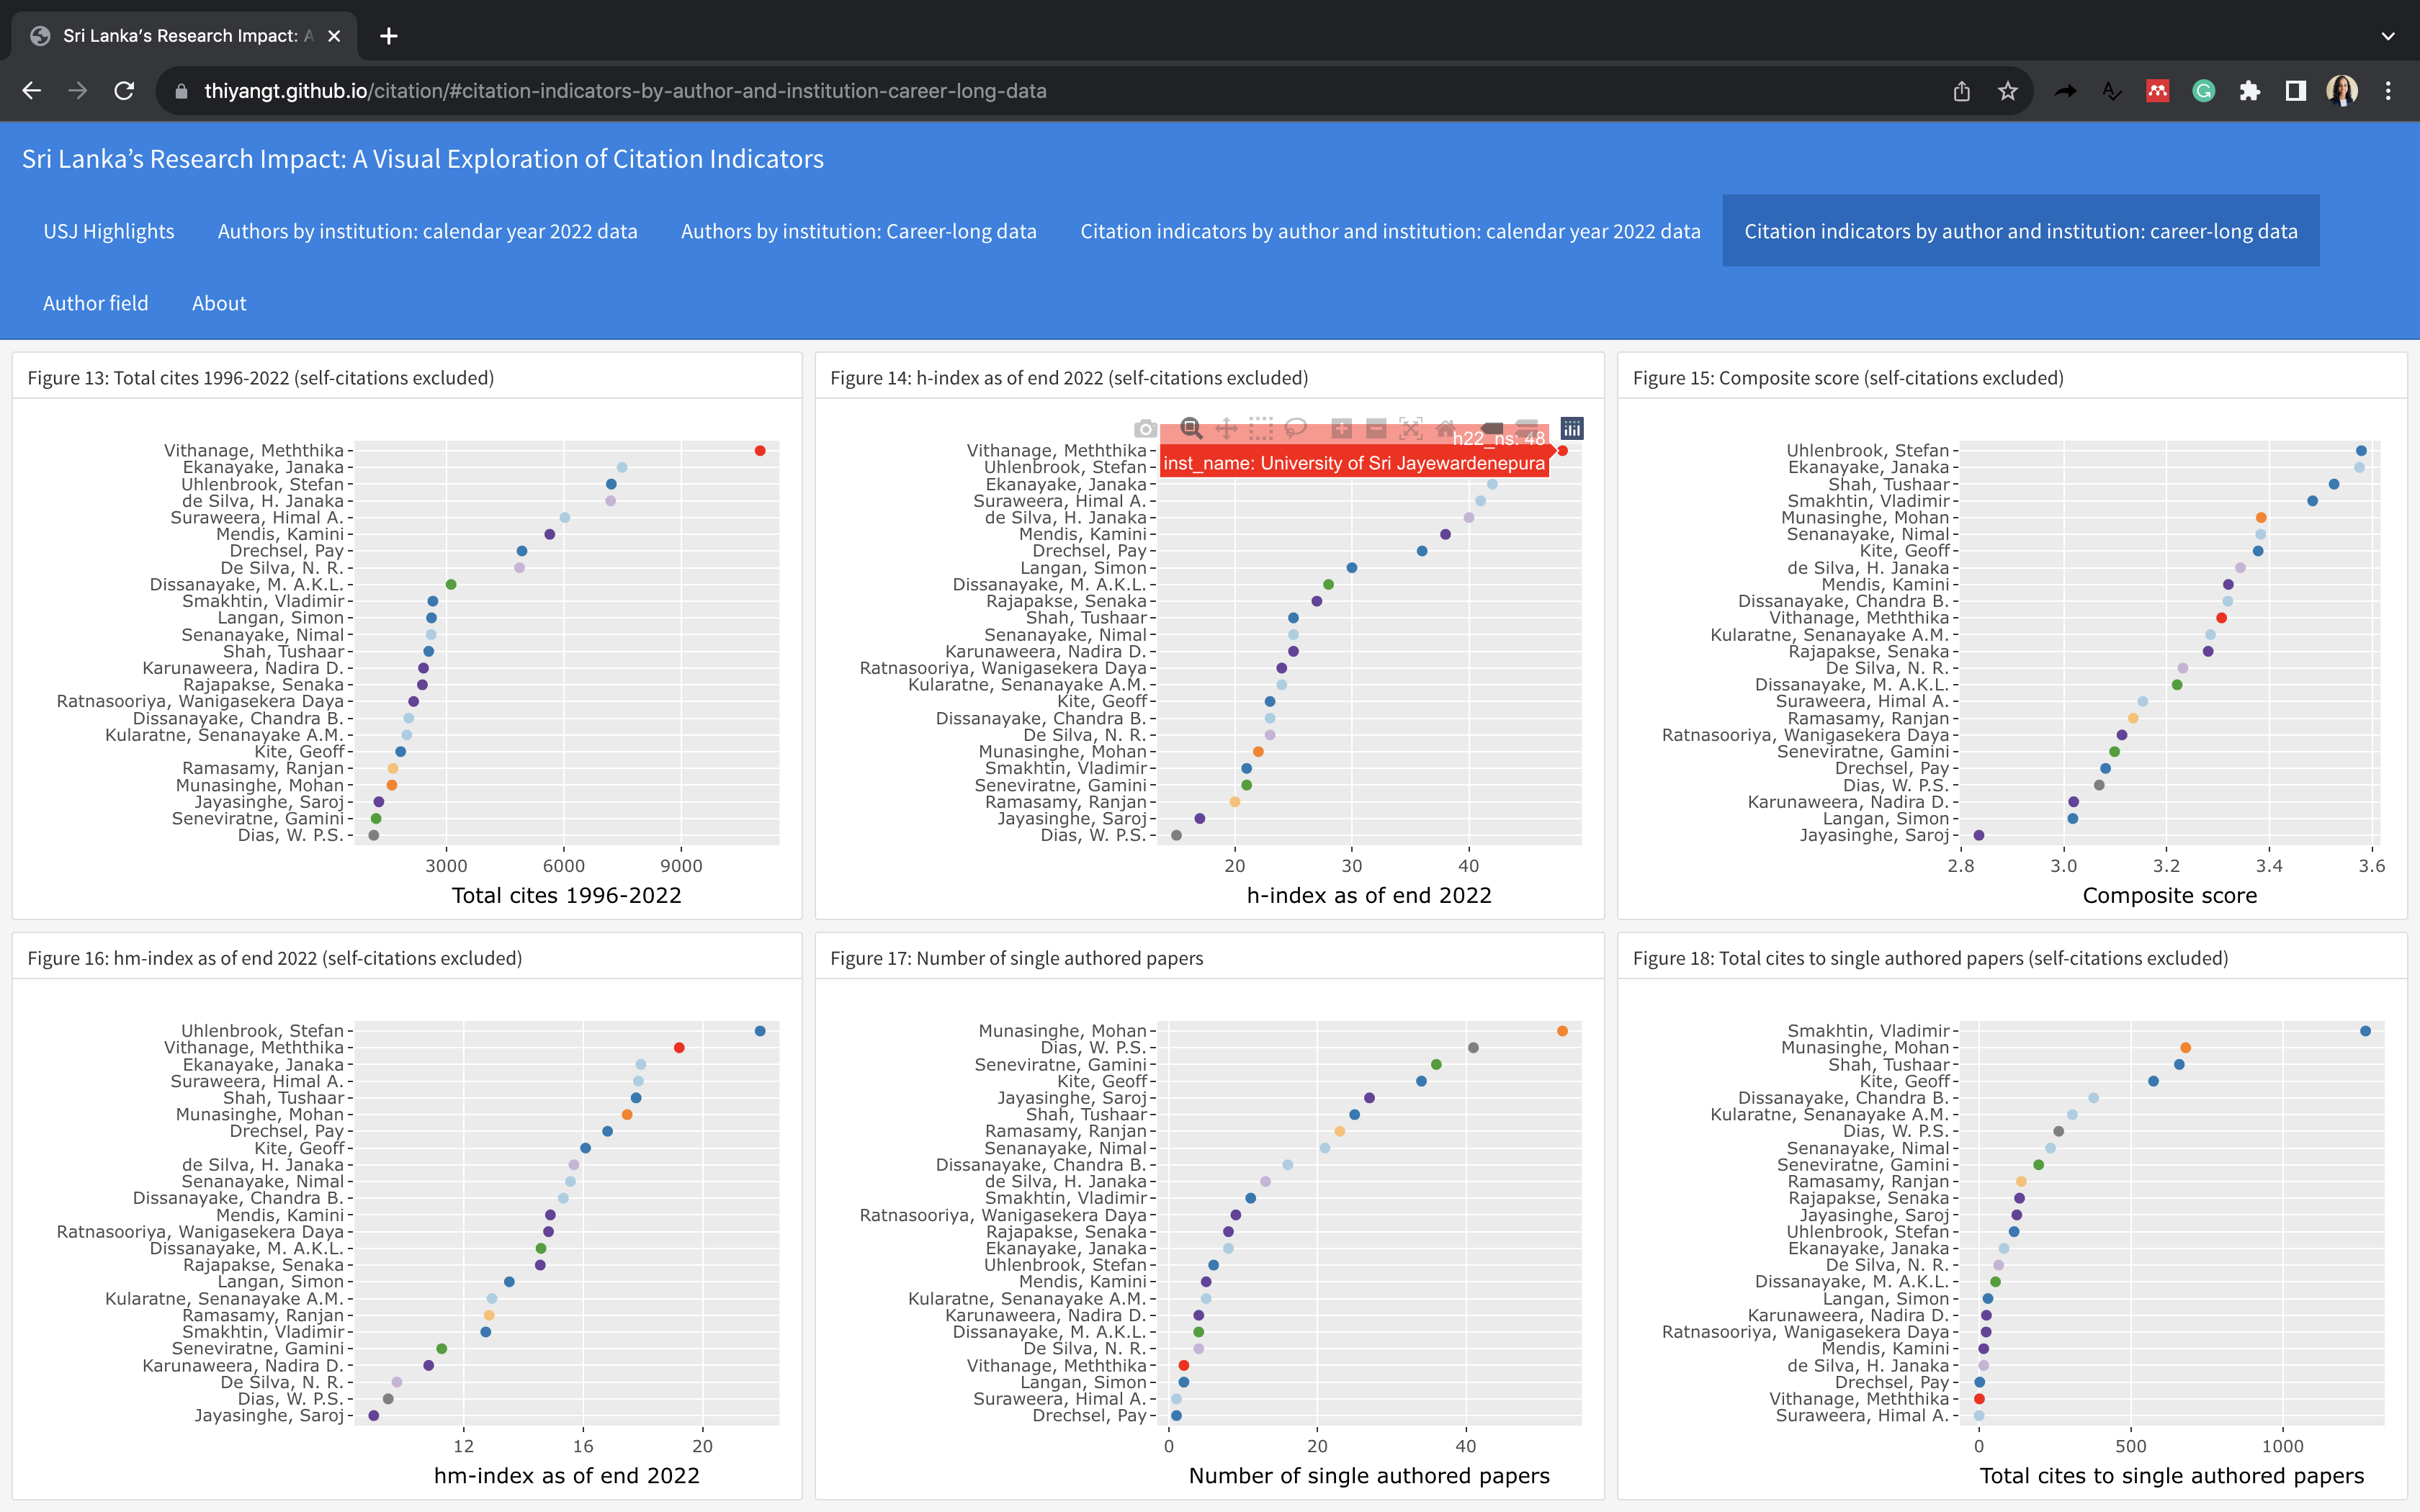 Sri Lanka's Research Impact: A
thiyangt.github.io/citation/#citation-indicators-by-author-and-institution-career-long-data
Sri Lanka's Research Impact: A Visual Exploration of Citation Indicators
USJ Highlights
Authors by institution: calendar year 2022 data
Authors by institution: Career-long data
Citation indicators by author and institution: calendar year 2022 data
Citation indicators by author and institution: career-long data
Author field
About
Figure 13: Total cites 1996-2022 (self-citations excluded)
Vithanage, Meththika
Ekanayake, Janaka
Uhlenbrook, Stefan
de Silva, H. Janaka
Suraweera, Himal A.
Mendis, Kamini
Drechsel, Pay
De Silva, N. R.
Dissanayake, M. A.K.L.
Smakhtin, Vladimir
Langan, Simon
Senanayake, Nimal
Shah, Tushaar
Karunaweera, Nadira D.
Rajapakse, Senaka
Ratnasooriya, Wanigasekera Daya
Dissanayake, Chandra B.
Kularatne, Senanayake A.M.
Kite, Geoff
Ramasamy, Ranjan
Munasinghe, Mohan
Jayasinghe, Saroj
Seneviratne, Gamini
Dias, W. P.S.
3000 6000 9000
Total cites 1996-2022
Figure 14: h-index as of end 2022 (self-citations excluded)
h22_ns: 48
inst_name: University of Sri Jayewardenepura
Vithanage, Meththika
Uhlenbrook, Stefan
Ekanayake, Janaka
Suraweera, Himal A.
de Silva, H. Janaka
Mendis, Kamini
Drechsel, Pay
Langan, Simon
Dissanayake, M. A.K.L.
Rajapakse, Senaka
Shah, Tushaar
Senanayake, Nimal
Karunaweera, Nadira D.
Ratnasooriya, Wanigasekera Daya
Kularatne, Senanayake A.M.
Kite, Geoff
Dissanayake, Chandra B.
De Silva, N. R.
Munasinghe, Mohan
Smakhtin, Vladimir
Seneviratne, Gamini
Ramasamy, Ranjan
Jayasinghe, Saroj
Dias, W. P.S.
20 30 40
h-index as of end 2022
Figure 15: Composite score (self-citations excluded)
Uhlenbrook, Stefan
Ekanayake, Janaka
Shah, Tushaar
Smakhtin, Vladimir
Munasinghe, Mohan
Senanayake, Nimal
Kite, Geoff
de Silva, H. Janaka
Mendis, Kamini
Dissanayake, Chandra B.
Vithanage, Meththika
Kularatne, Senanayake A.M.
Rajapakse, Senaka
De Silva, N. R.
Dissanayake, M. A.K.L.
Suraweera, Himal A.
Ramasamy, Ranjan
Ratnasooriya, Wanigasekera Daya
Seneviratne, Gamini
Drechsel, Pay
Dias, W. P.S.
Karunaweera, Nadira D.
Langan, Simon
Jayasinghe, Saroj
2.8 3.0 3.2 3.4 3.6
Composite score
Figure 16: hm-index as of end 2022 (self-citations excluded)
Uhlenbrook, Stefan
Vithanage, Meththika
Ekanayake, Janaka
Suraweera, Himal A.
Shah, Tushaar
Munasinghe, Mohan
Drechsel, Pay
Kite, Geoff
de Silva, H. Janaka
Senanayake, Nimal
Dissanayake, Chandra B.
Mendis, Kamini
Ratnasooriya, Wanigasekera Daya
Dissanayake, M. A.K.L.
Rajapakse, Senaka
Langan, Simon
Kularatne, Senanayake A.M.
Ramasamy, Ranjan
Smakhtin, Vladimir
Seneviratne, Gamini
Karunaweera, Nadira D.
De Silva, N. R.
Dias, W. P.S.
Jayasinghe, Saroj
12 16 20
hm-index as of end 2022
Figure 17: Number of single authored papers
Munasinghe, Mohan
Dias, W. P.S.
Seneviratne, Gamini
Kite, Geoff
Jayasinghe, Saroj
Shah, Tushaar
Ramasamy, Ranjan
Senanayake, Nimal
Dissanayake, Chandra B.
de Silva, H. Janaka
Smakhtin, Vladimir
Ratnasooriya, Wanigasekera Daya
Rajapakse, Senaka
Ekanayake, Janaka
Uhlenbrook, Stefan
Mendis, Kamini
Kularatne, Senanayake A.M.
Karunaweera, Nadira D.
Dissanayake, M. A.K.L.
De Silva, N. R.
Vithanage, Meththika
Langan, Simon
Suraweera, Himal A.
Drechsel, Pay
0 20 40
Number of single authored papers
Figure 18: Total cites to single authored papers (self-citations excluded)
Smakhtin, Vladimir
Munasinghe, Mohan
Shah, Tushaar
Kite, Geoff
Dissanayake, Chandra B.
Kularatne, Senanayake A.M.
Dias, W. P.S.
Senanayake, Nimal
Seneviratne, Gamini
Ramasamy, Ranjan
Rajapakse, Senaka
Jayasinghe, Saroj
Uhlenbrook, Stefan
Ekanayake, Janaka
De Silva, N. R.
Dissanayake, M. A.K.L.
Langan, Simon
Karunaweera, Nadira D.
Ratnasooriya, Wanigasekera Daya
Mendis, Kamini
de Silva, H. Janaka
Drechsel, Pay
Vithanage, Meththika
Suraweera, Himal A.
0 500 1000
Total cites to single authored papers